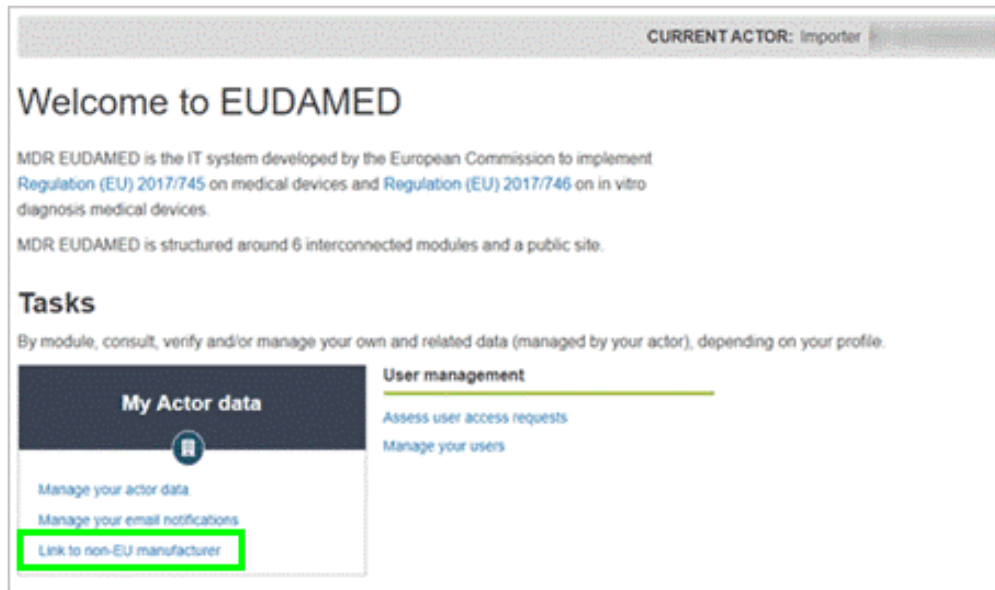 CURRENT ACTOR: Importer
Welcome to EUDAMED
MDR EUDAMED is the IT system developed by the European Commission to implement
Regulation (EU) 2017/745 on medical devices and Regulation (EU) 2017/746 on in vitro
diagnosis medical devices.
MDR EUDAMED is structured around 6 interconnected modules and a public site.
Tasks
By module, consult, verify and/or manage your own and related data (managed by your actor), depending on your profile.
My Actor data
Manage your actor data
Manage your email notifications
Link to non-EU manufacturer
User management
Assess user access requests
Manage your users